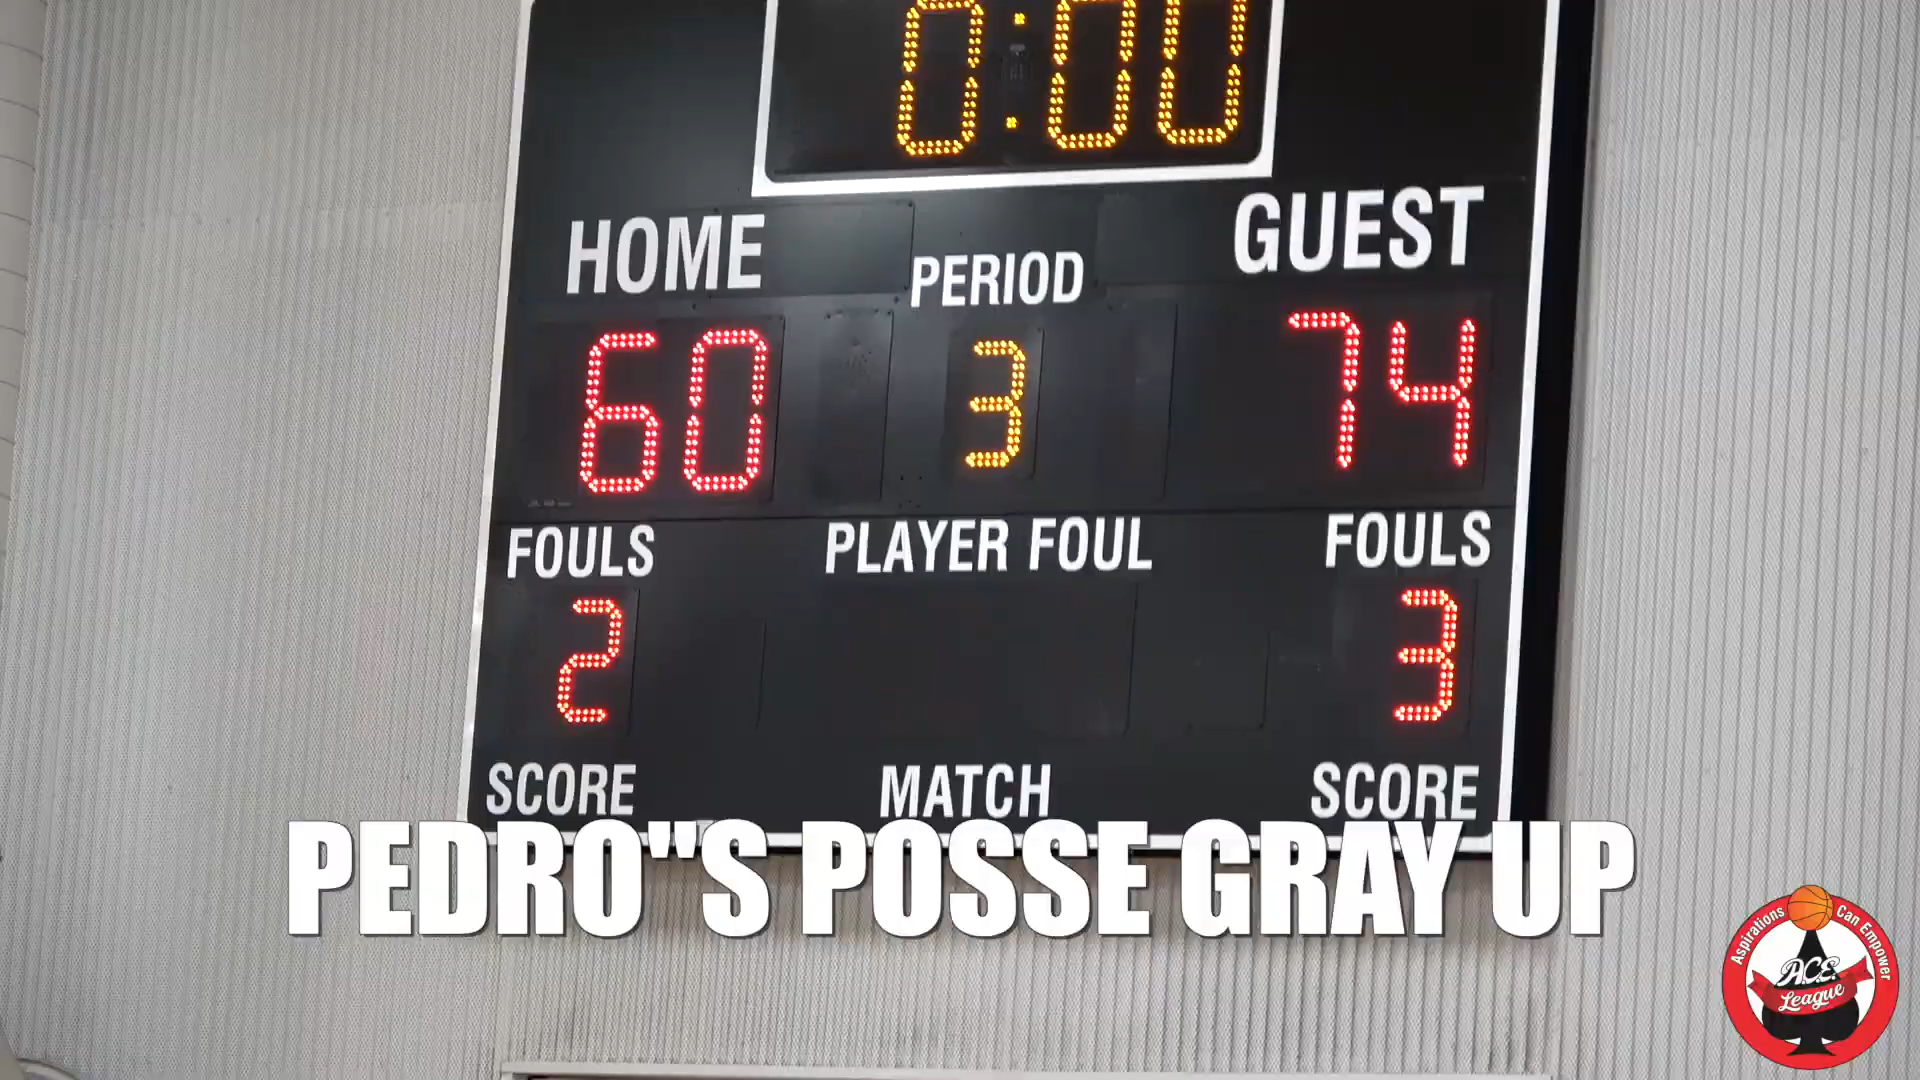 0:00
HOME PERIOD GUEST
60 3 74
FOULS PLAYER FOUL FOULS
2 3
SCORE MATCH SCORE
PEDRO"S POSSE GRAY UP
Aspirations Can Empower
A.C.E.
League